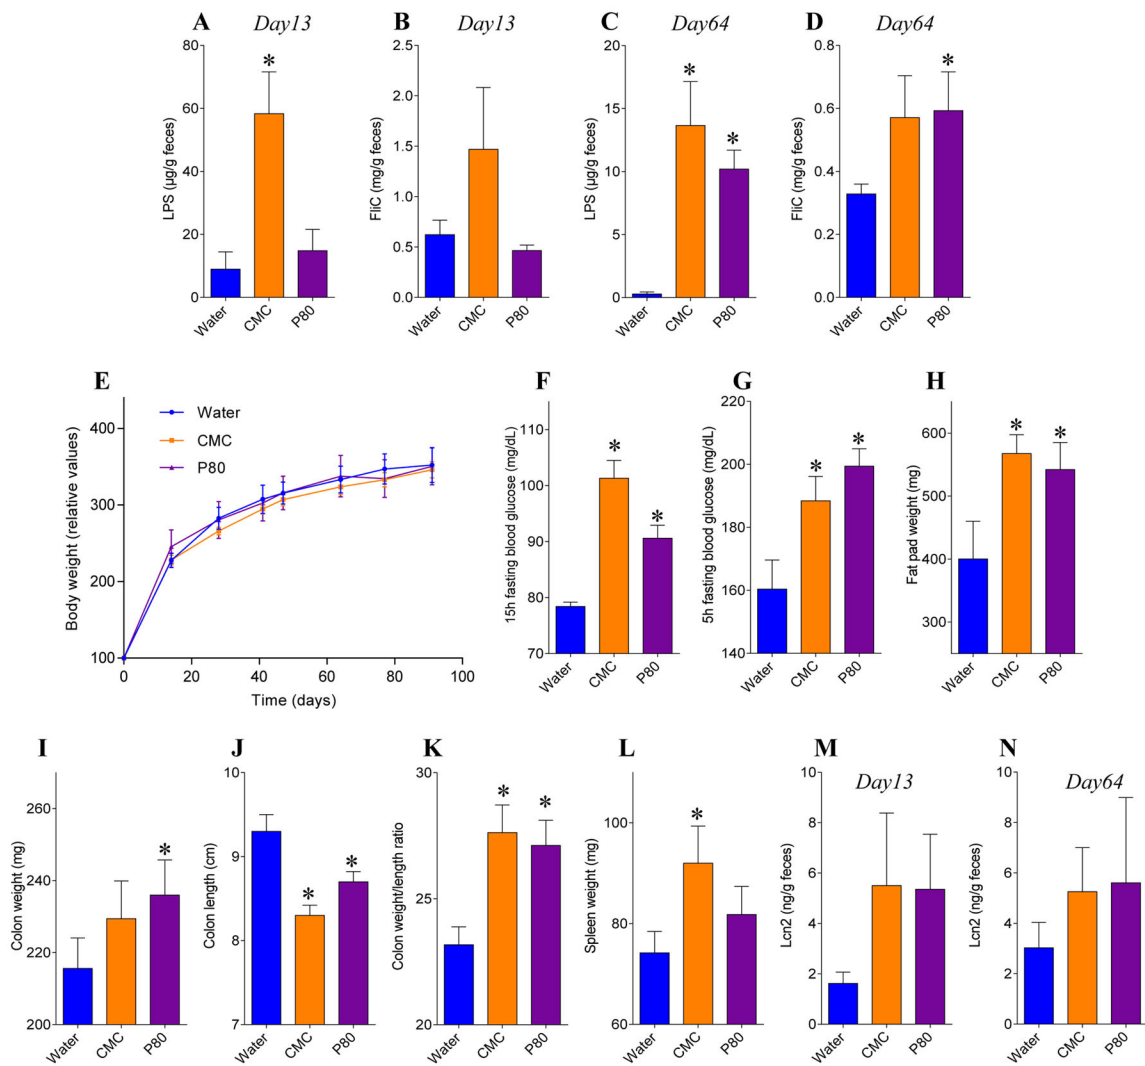 A Day13
LPS (µg/g feces)
80
60
40
20
0
*
Water CMC P80
B Day13
FliC (mg/g feces)
2.5
2.0
1.5
1.0
0.5
0.0
Water CMC P80
C Day64
LPS (µg/g feces)
20
15
10
5
0
* *
Water CMC P80
D Day64
FliC (mg/g feces)
0.8
0.6
0.4
0.2
0.0
*
Water CMC P80
E
Body weight (relative values)
400
300
200
100
Water
CMC
P80
0 20 40 60 80 100
Time (days)
F
15h fasting blood glucose (mg/dL)
110
100
90
80
70
* *
Water CMC P80
G
5h fasting blood glucose (mg/dL)
220
200
180
160
140
* *
Water CMC P80
H
Fat pad weight (mg)
600
500
400
300
* *
Water CMC P80
I
Colon weight (mg)
260
240
220
200
*
Water CMC P80
J
Colon length (cm)
10
9
8
7
* *
Water CMC P80
K
Colon weight/length ratio
30
25
20
* *
Water CMC P80
L
Spleen weight (mg)
100
80
60
*
Water CMC P80
M
Day13
Lcn2 (ng/g feces)
10
8
6
4
2
0
Water CMC P80
N
Day64
Lcn2 (ng/g feces)
10
8
6
4
2
0
Water CMC P80